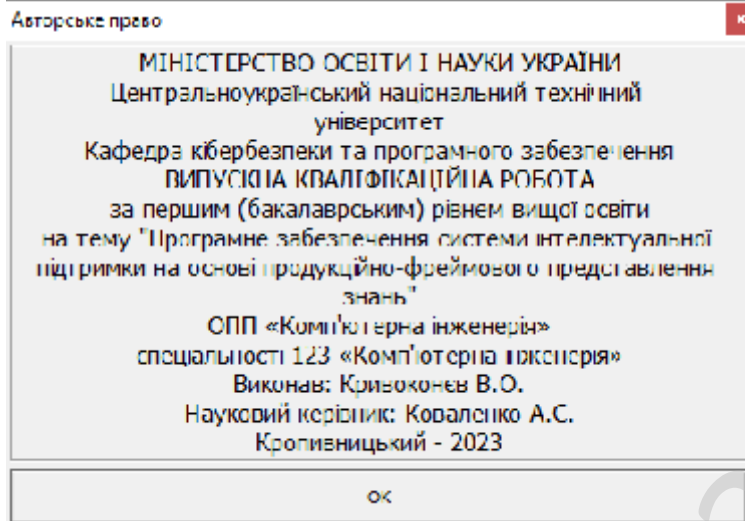 Авторське право
МІНІСТЕРСТВО ОСВІТИ І НАУКИ УКРАЇНИ
Центральноукраїнський національний технічний
університет
Кафедра кібербезпеки та програмного забезпечення
ВИПУСКНА КВАЛІФІКАЦІЙНА РОБОТА
за першим (бакалаврським) рівнем вищої освіти
на тему "Програмне забезпечення системи інтелектуальної
підтримки на основі продукційно-фреймового представлення
знань"
ОПП «Комп'ютерна інженерія»
спеціальності 123 «Комп'ютерна інженерія»
Виконав: Кривоконєв В.О.
Науковий керівник: Коваленко А.С.
Кропивницький - 2023
ок